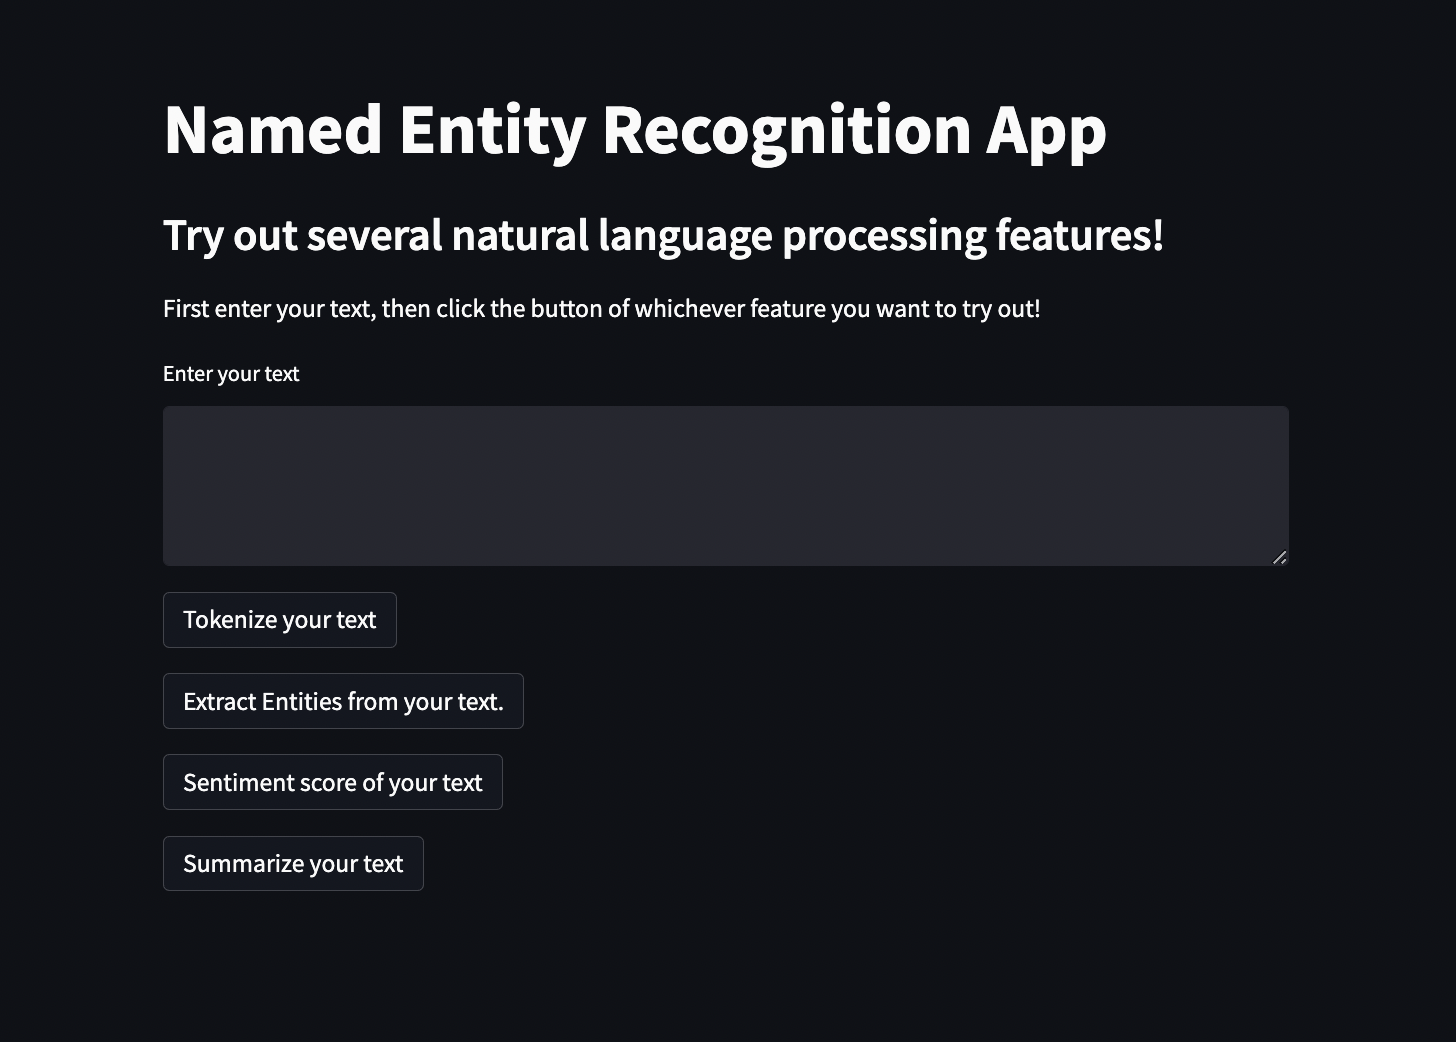 Named Entity Recognition App
Try out several natural language processing features!
First enter your text, then click the button of whichever feature you want to try out!
Enter your text
Tokenize your text
Extract Entities from your text.
Sentiment score of your text
Summarize your text